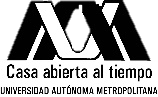 Casa abierta al tiempo
UNIVERSIDAD AUTÓNOMA METROPOLITANA